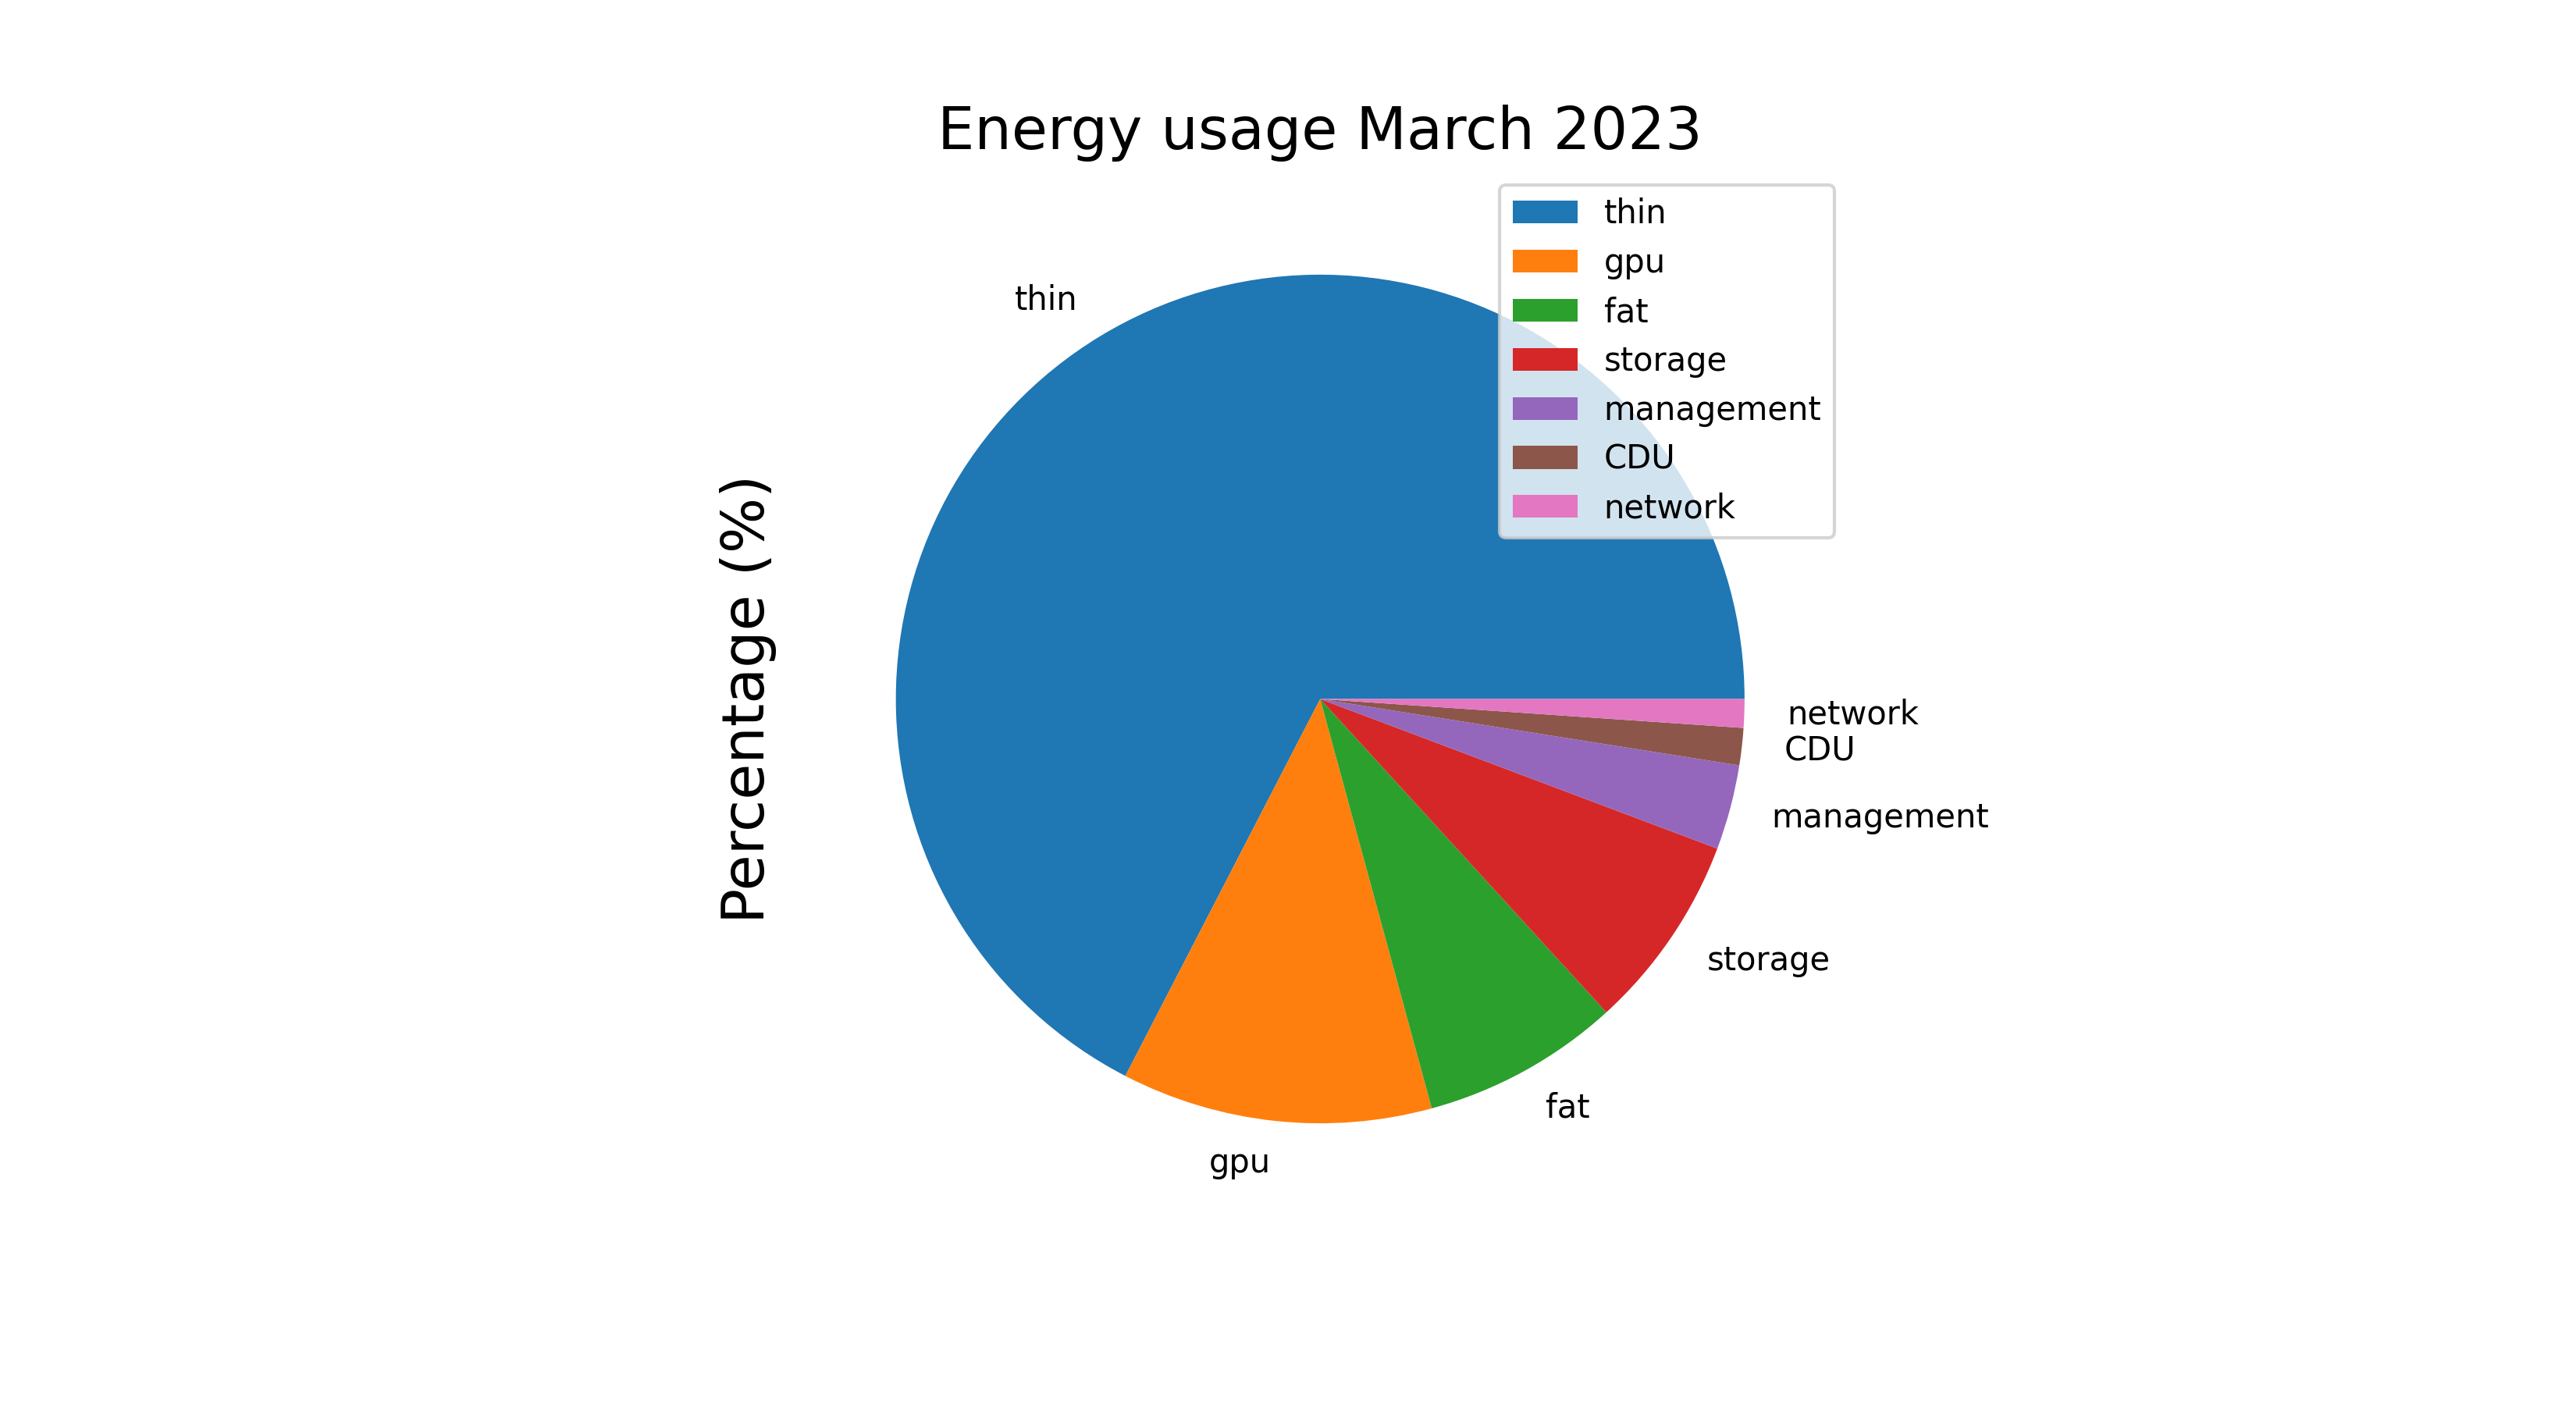 Energy usage March 2023
thin
gpu
fat
storage
management
CDU
network
thin
Percentage (%)
network
CDU
management
storage
fat
gpu